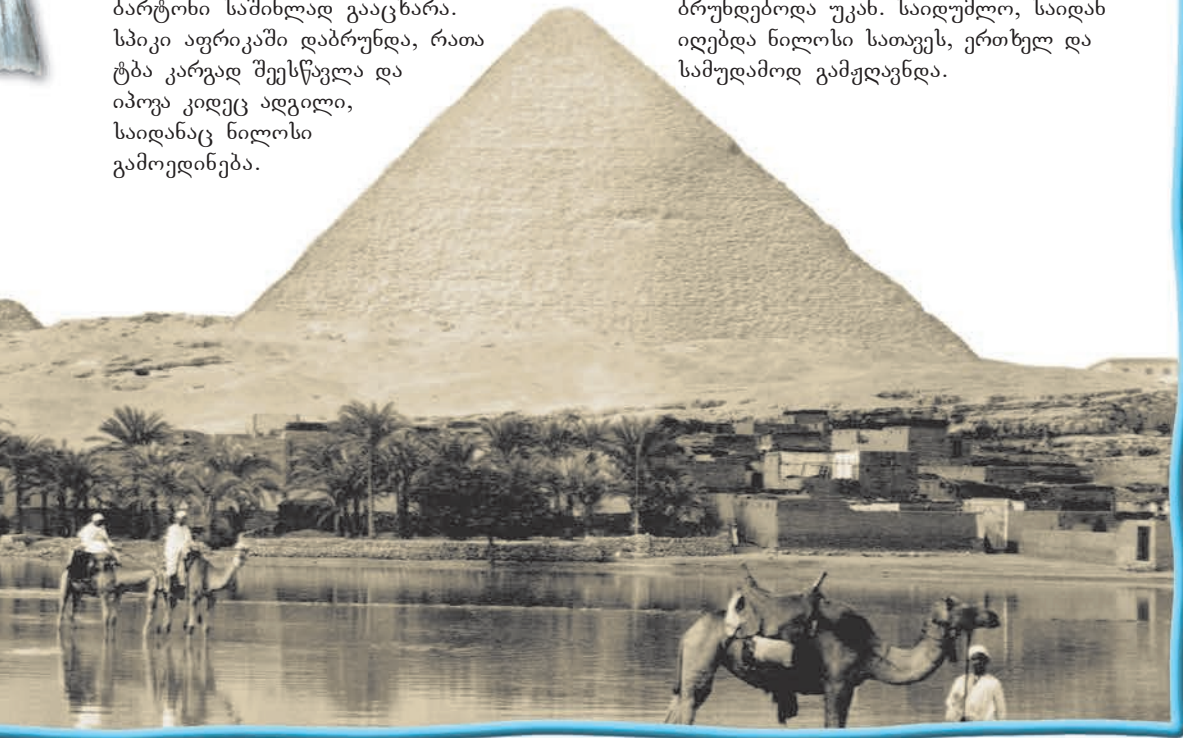 ბარტონი საშინლად გააცხარა.
სპიკი აფრიკაში დაბრუნდა, რათა
ტბა კარგად შეესწავლა და
იპოვა კიდეც ადგილი,
საიდანაც ნილოსი
გამოედინება.
ბრუნდებოდა უკან. საიდუმლო, საიდან
იღებდა ნილოსი სათავეს, ერთხელ და
სამუდამოდ გამჟღავნდა.